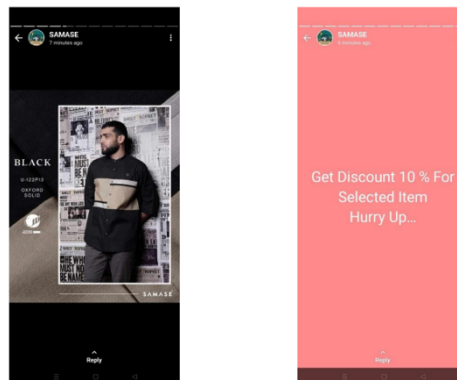 SAMASE
7 minutes ago
BLACK
OXFORD
SOLID
SAMASE
Reply
SAMASE
Get Discount 10 % For
Selected Item
Hurry Up...
Reply